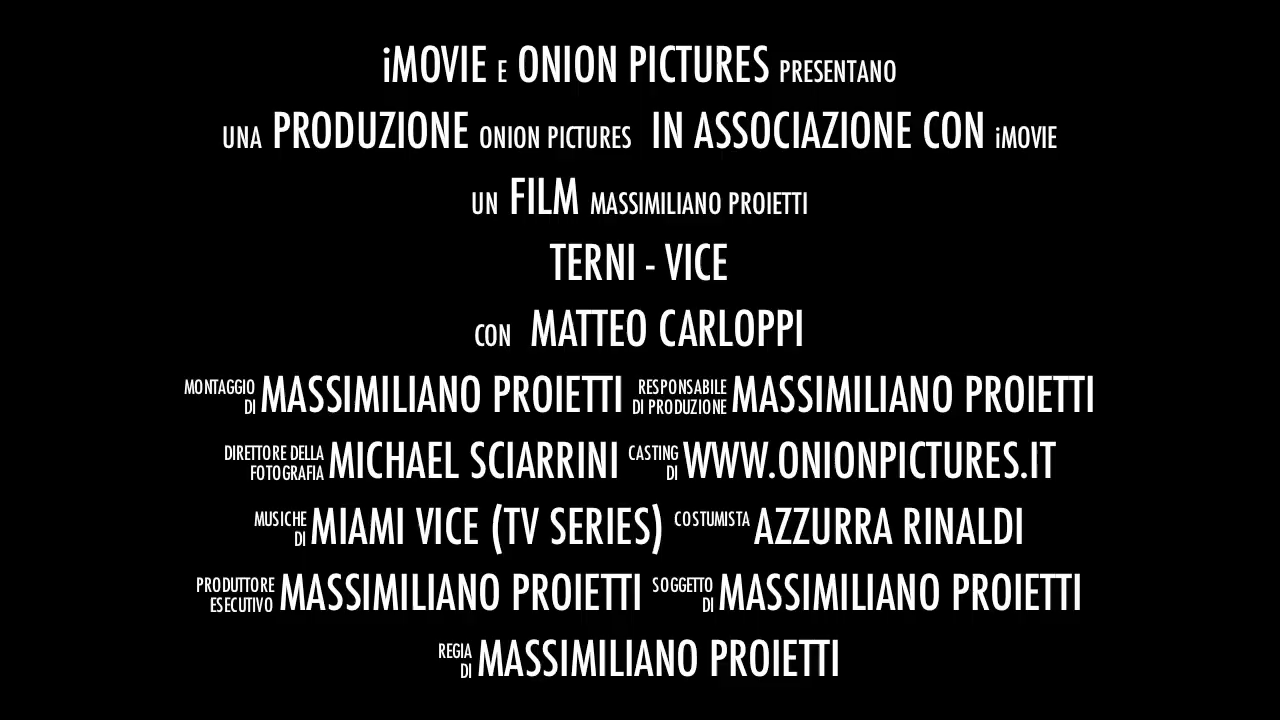 iMOVIE E ONION PICTURES PRESENTANO
UNA PRODUZIONE ONION PICTURES IN ASSOCIAZIONE CON iMOVIE
UN FILM MASSIMILIANO PROIETTI
TERNI - VICE
CON MATTEO CARLOPPI
MONTAGGIO DI MASSIMILIANO PROIETTI RESPONSABILE DI PRODUZIONE MASSIMILIANO PROIETTI
DIRETTORE DELLA FOTOGRAFIA MICHAEL SCIARRINI CASTING DI WWW.ONIONPICTURES.IT
MUSICHE DI MIAMI VICE (TV SERIES) COSTUMISTA AZZURRA RINALDI
PRODUTTORE ESECUTIVO MASSIMILIANO PROIETTI SOGGETTO DI MASSIMILIANO PROIETTI
REGIA DI MASSIMILIANO PROIETTI